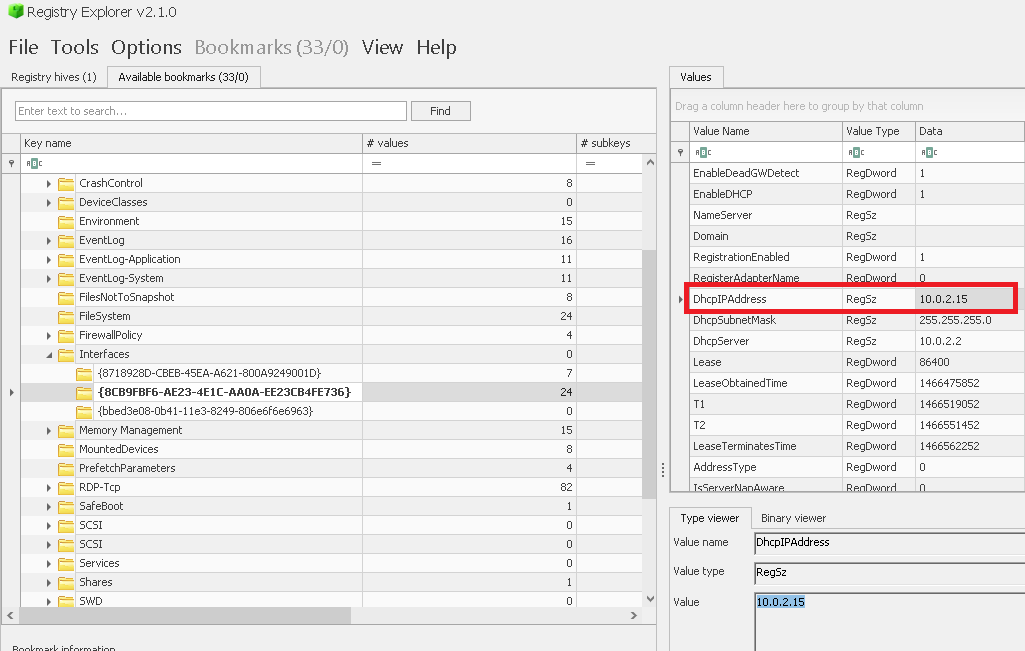 Registry Explorer v2.1.0
File Tools Options Bookmarks (33/0) View Help
Registry hives (1) Available bookmarks (33/0)
Enter text to search... Find
Key name # values # subkeys
ABC = =
CrashControl 8
DeviceClasses 0
Environment 15
EventLog 16
EventLog-Application 11
EventLog-System 11
FilesNotToSnapshot 8
FileSystem 24
FirewallPolicy 4
Interfaces 0
{8718928D-CBEB-45EA-A621-800A9249001D} 7
{8CB9FBF6-AE23-4E1C-AA0A-EE23CB4FE736} 24
{bbed3e08-0b41-11e3-8249-806e6f6e6963} 0
Memory Management 15
MountedDevices 8
PrefetchParameters 4
RDP-Tcp 82
SafeBoot 1
SCSI 0
SCSI 0
Services 0
Shares 1
SWD 0
Bookmark information
Values
Drag a column header here to group by that column
Value Name Value Type Data
ABC ABC ABC
EnableDeadGWDetect RegDword 1
EnableDHCP RegDword 1
NameServer RegSz
Domain RegSz
RegistrationEnabled RegDword 1
RegisterAdapterName RegDword 0
DhcpIPAddress RegSz 10.0.2.15
DhcpSubnetMask RegSz 255.255.255.0
DhcpServer RegSz 10.0.2.2
Lease RegDword 86400
LeaseObtainedTime RegDword 1466475852
T1 RegDword 1466519052
T2 RegDword 1466551452
LeaseTerminatesTime RegDword 1466562252
AddressType RegDword 0
IsServerNapAware RegDword 0
Type viewer Binary viewer
Value name DhcpIPAddress
Value type RegSz
Value 10.0.2.15